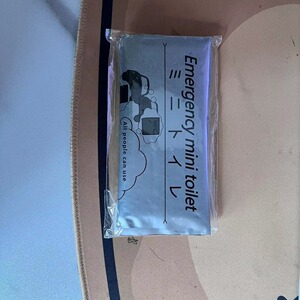 Emergency mini toilet
ミニトイレ
All people can use